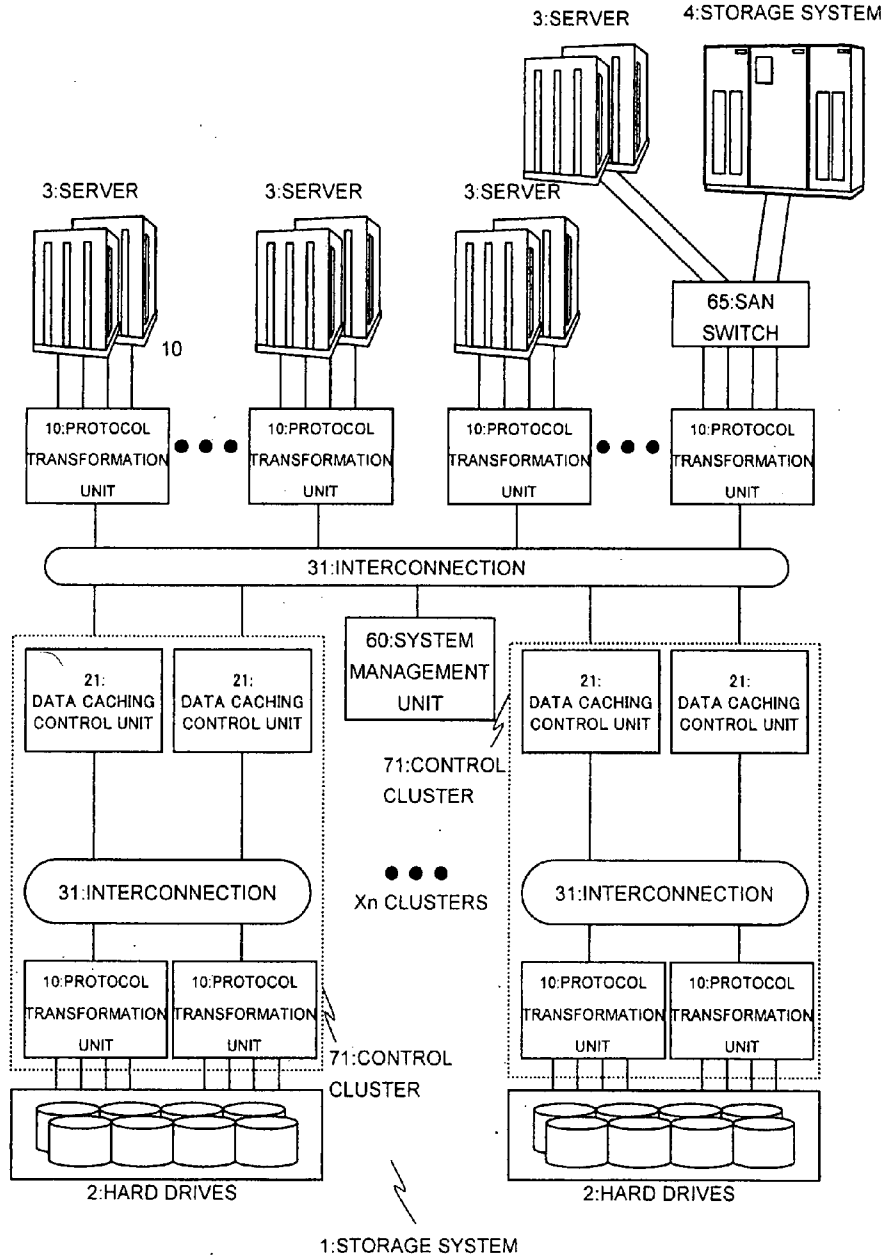 3:SERVER
4:STORAGE SYSTEM
3:SERVER
3:SERVER
3:SERVER
65:SAN
SWITCH
10
10:PROTOCOL
TRANSFORMATION
UNIT
10:PROTOCOL
TRANSFORMATION
UNIT
10:PROTOCOL
TRANSFORMATION
UNIT
10:PROTOCOL
TRANSFORMATION
UNIT
31:INTERCONNECTION
21:
DATA CACHING
CONTROL UNIT
21:
DATA CACHING
CONTROL UNIT
60:SYSTEM
MANAGEMENT
UNIT
21:
DATA CACHING
CONTROL UNIT
21:
DATA CACHING
CONTROL UNIT
71:CONTROL
CLUSTER
31:INTERCONNECTION
Xn CLUSTERS
31:INTERCONNECTION
10:PROTOCOL
TRANSFORMATION
UNIT
10:PROTOCOL
TRANSFORMATION
UNIT
10:PROTOCOL
TRANSFORMATION
UNIT
10:PROTOCOL
TRANSFORMATION
UNIT
71:CONTROL
CLUSTER
2:HARD DRIVES
2:HARD DRIVES
1:STORAGE SYSTEM